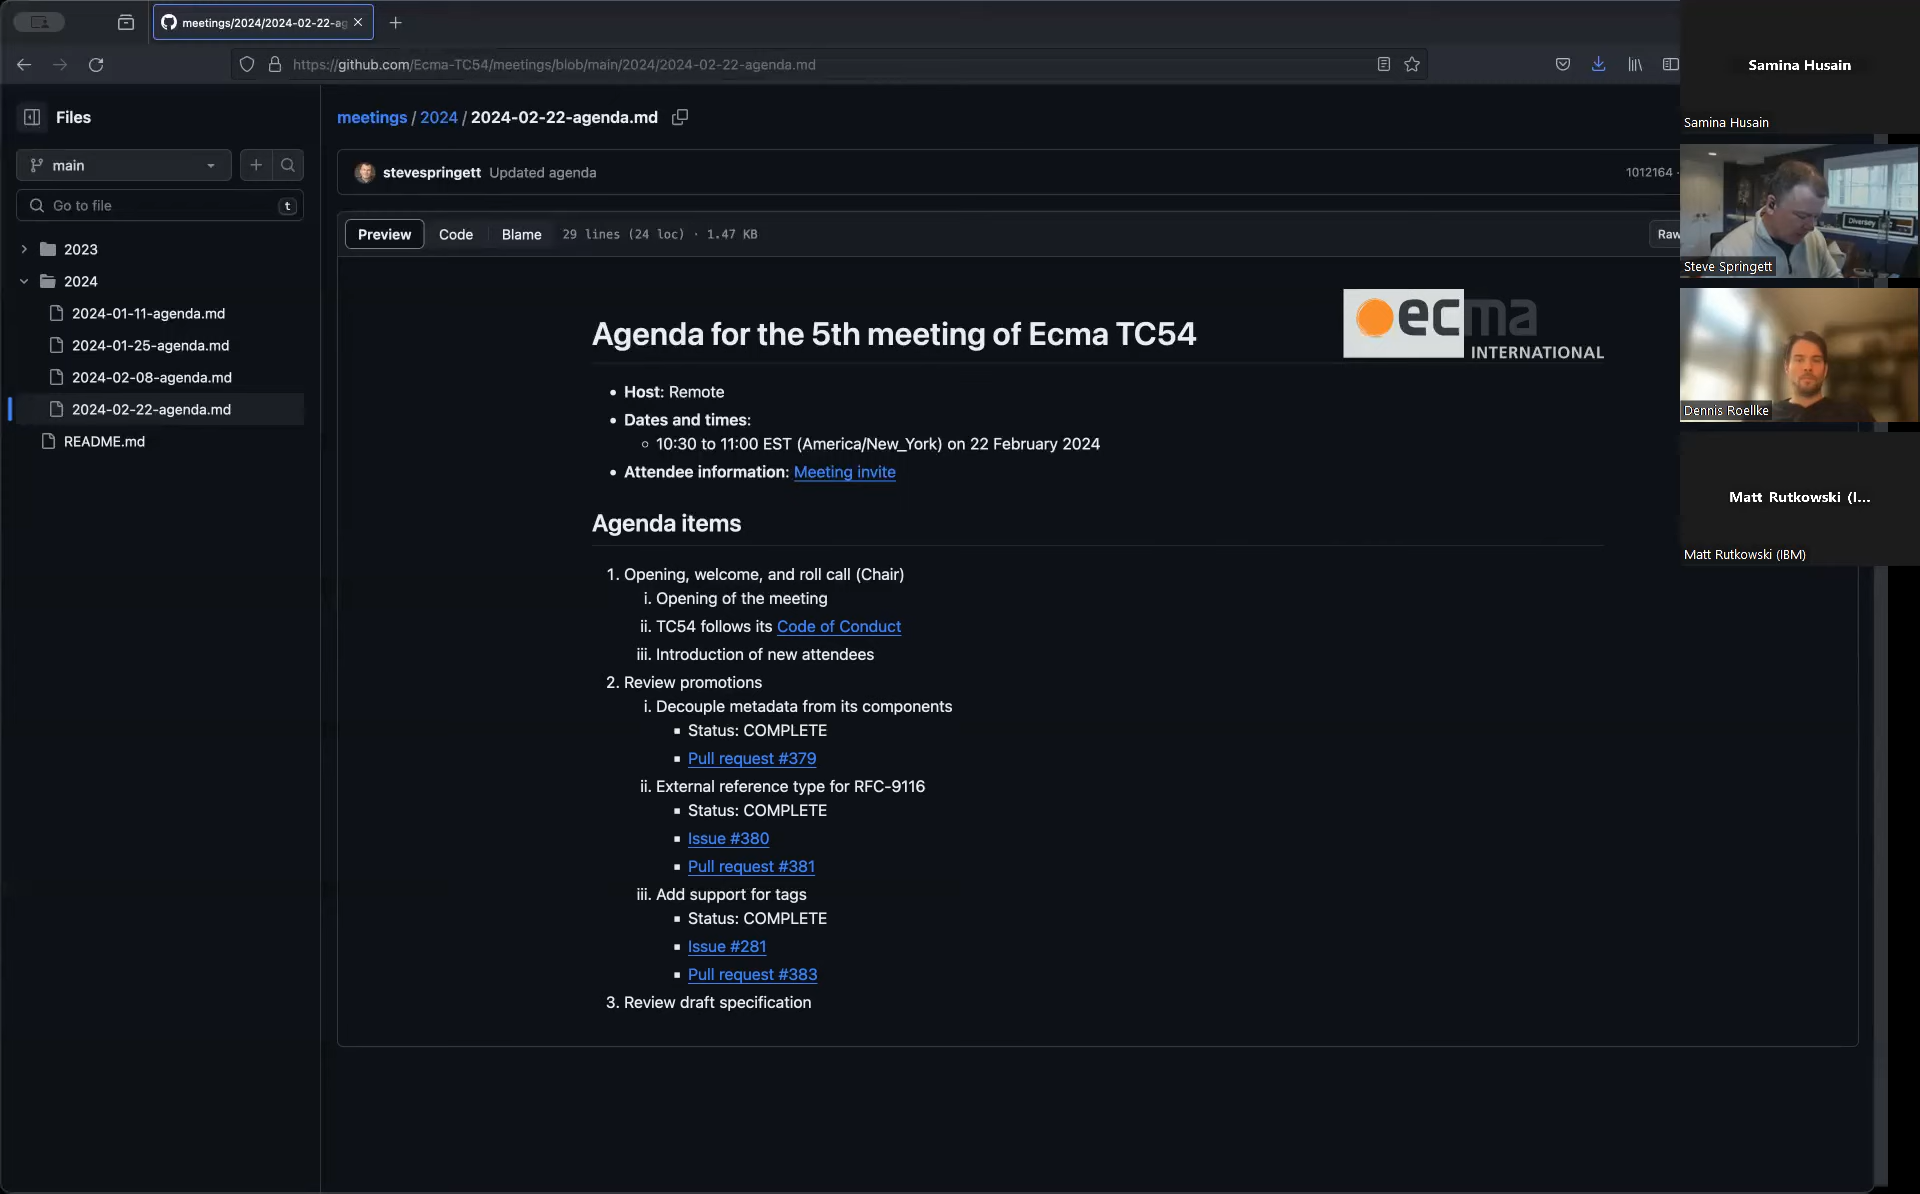 meetings/2024/2024-02-22-ag
https://github.com/Ecma-TC54/meetings/blob/main/2024/2024-02-22-agenda.md
Files
main
Go to file
t
2023
2024
2024-01-11-agenda.md
2024-01-25-agenda.md
2024-02-08-agenda.md
2024-02-22-agenda.md
README.md
meetings / 2024 / 2024-02-22-agenda.md
stevespringett Updated agenda
1012164 ·
Preview Code Blame 29 lines (24 loc) · 1.47 KB
Raw
ecma
INTERNATIONAL
Agenda for the 5th meeting of Ecma TC54
• Host: Remote
• Dates and times:
◦ 10:30 to 11:00 EST (America/New_York) on 22 February 2024
• Attendee information: Meeting invite
Agenda items
1. Opening, welcome, and roll call (Chair)
i. Opening of the meeting
ii. TC54 follows its Code of Conduct
iii. Introduction of new attendees
2. Review promotions
i. Decouple metadata from its components
▪ Status: COMPLETE
▪ Pull request #379
ii. External reference type for RFC-9116
▪ Status: COMPLETE
▪ Issue #380
▪ Pull request #381
iii. Add support for tags
▪ Status: COMPLETE
▪ Issue #281
▪ Pull request #383
3. Review draft specification
Samina Husain
Samina Husain
Diversey
Steve Springett
Dennis Roellke
Matt Rutkowski (I...
Matt Rutkowski (IBM)